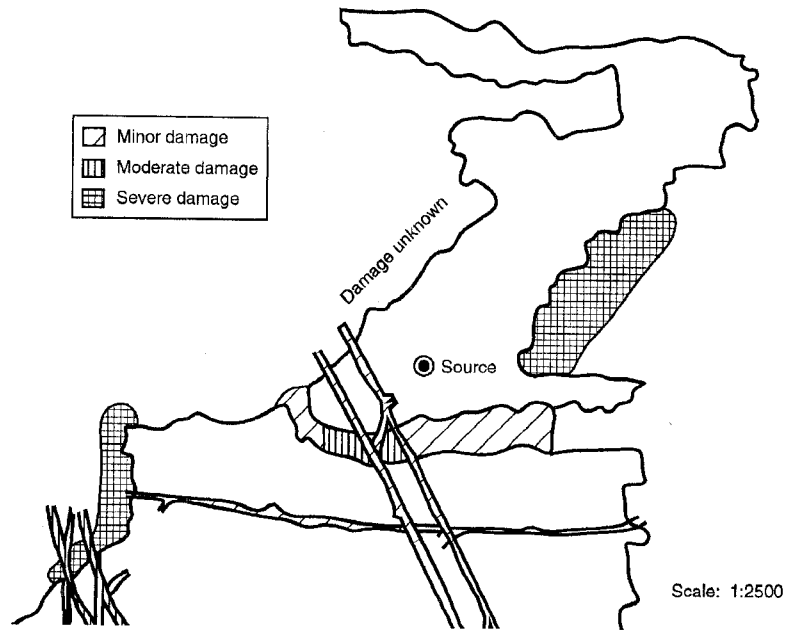 Minor damage
Moderate damage
Severe damage
Damage unknown
Source
Scale: 1:2500